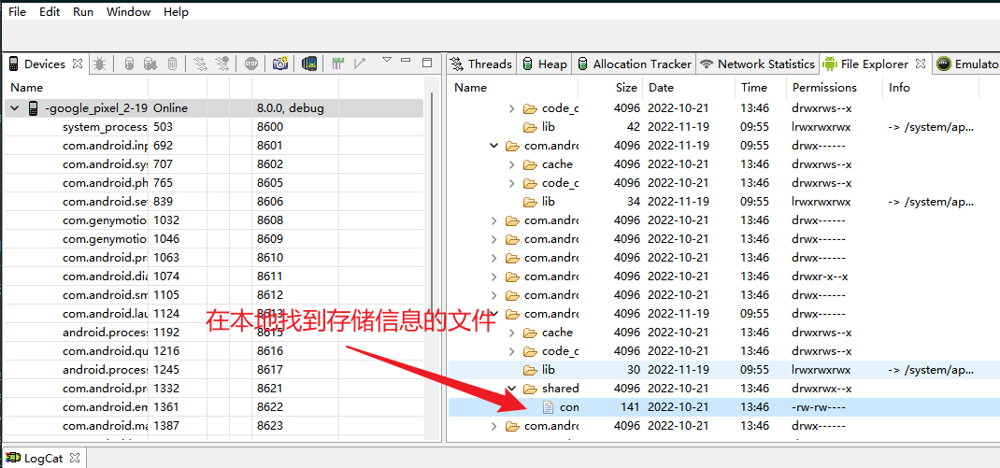 File Edit Run Window Help
Devices
Threads Heap Allocation Tracker Network Statistics File Explorer Emulato
Name
Name Size Date Time Permissions Info
-google_pixel_2-19 Online 8.0.0, debug
code_c 4096 2022-10-21 13:46 drwxrws--x
system_process 503 8600
lib 42 2022-11-19 09:55 lrwxrwxrwx -> /system/ap...
com.android.inp 692 8601
com.andrc 4096 2022-11-19 09:55 drwx------
com.android.sys 707 8602
cache 4096 2022-10-21 13:46 drwxrws--x
com.android.ph 765 8605
code_c 4096 2022-10-21 13:46 drwxrws--x
com.android.se 839 8606
lib 34 2022-11-19 09:55 lrwxrwxrwx -> /system/ap...
com.genymotio 1032 8608
com.andrc 4096 2022-10-21 13:46 drwx------
com.genymotio 1046 8609
com.andrc 4096 2022-10-21 13:46 drwx------
com.android.pr 1063 8610
com.andrc 4096 2022-10-21 13:46 drwx------
com.android.dia 1074 8611
com.andrc 4096 2022-10-21 13:46 drwxr-x--x
com.android.sm 1105 8612
com.andrc 4096 2022-10-21 13:46 drwx------
com.android.lau 1124 8613
com.andrc 4096 2022-11-19 09:55 drwx------
在本地找到存储信息的文件
android.process 1192 8615
cache 4096 2022-10-21 13:46 drwxrws--x
com.android.qu 1216 8616
code_c 4096 2022-10-21 13:46 drwxrws--x
android.process 1245 8617
lib 30 2022-11-19 09:55 lrwxrwxrwx -> /system/ap...
com.android.pr 1332 8621
shared 4096 2022-10-21 13:46 drwxrwx--x
com.android.em 1361 8622
com 141 2022-10-21 13:46 -rw-rw----
com.android.ma 1387 8623
com.andrc 4096 2022-10-21 13:46 drwx------
LogCat